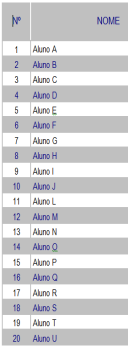 Nº NOME
1 Aluno A
2 Aluno B
3 Aluno C
4 Aluno D
5 Aluno E
6 Aluno F
7 Aluno G
8 Aluno H
9 Aluno I
10 Aluno J
11 Aluno L
12 Aluno M
13 Aluno N
14 Aluno O
15 Aluno P
16 Aluno Q
17 Aluno R
18 Aluno S
19 Aluno T
20 Aluno U